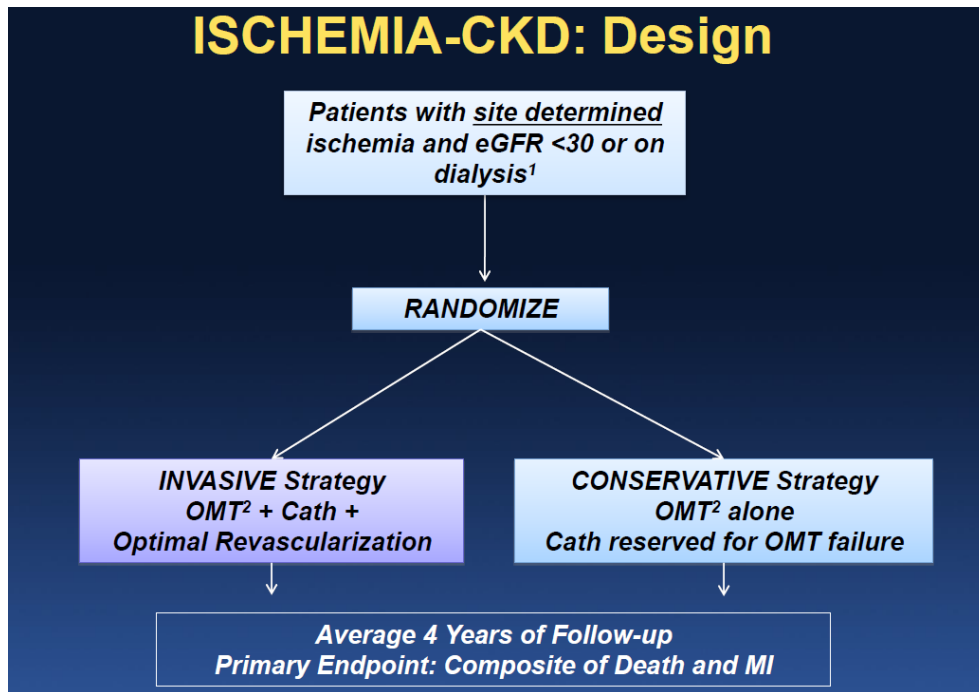 ISCHEMIA-CKD: Design
Patients with site determined
ischemia and eGFR <30 or on
dialysis¹
RANDOMIZE
INVASIVE Strategy
OMT² + Cath +
Optimal Revascularization
CONSERVATIVE Strategy
OMT² alone
Cath reserved for OMT failure
Average 4 Years of Follow-up
Primary Endpoint: Composite of Death and MI